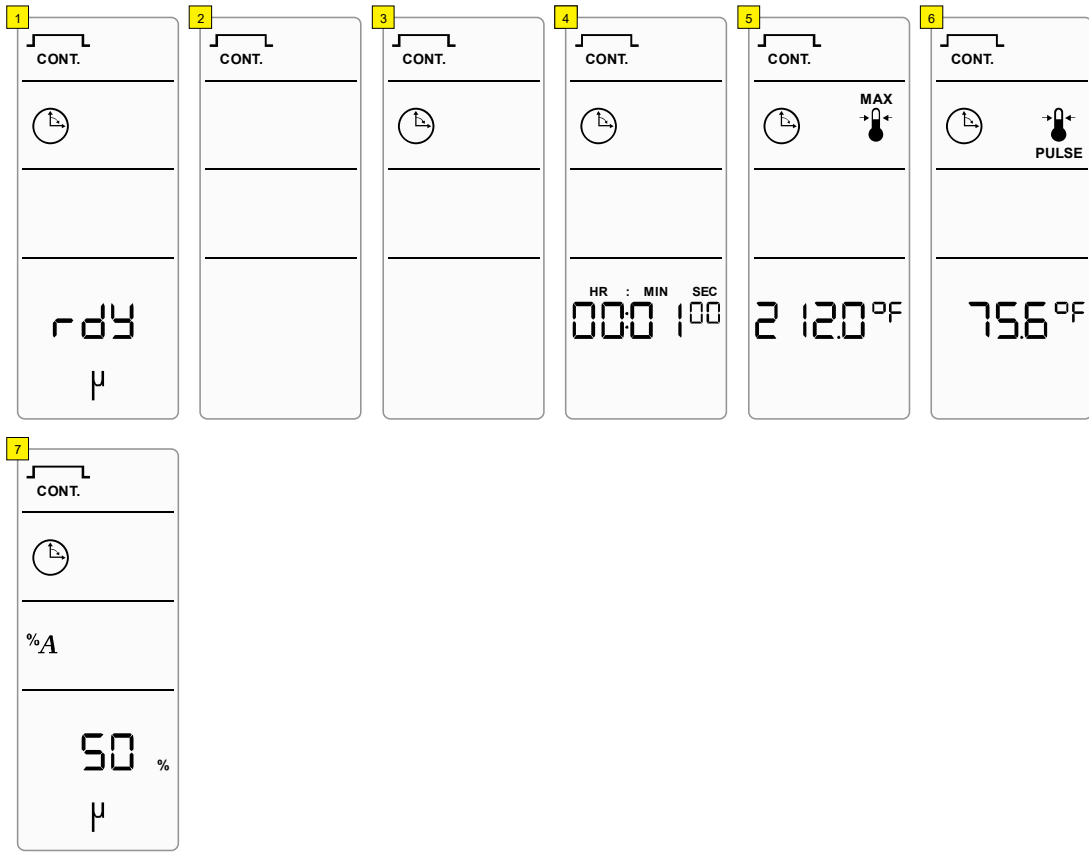 1
CONT.
rdy
µ
2
CONT.
3
CONT.
4
CONT.
HR : MIN SEC
00:01 00
5
CONT.
MAX
212.0 °F
6
CONT.
PULSE
75.6 °F
7
CONT.
%A
50 %
µ